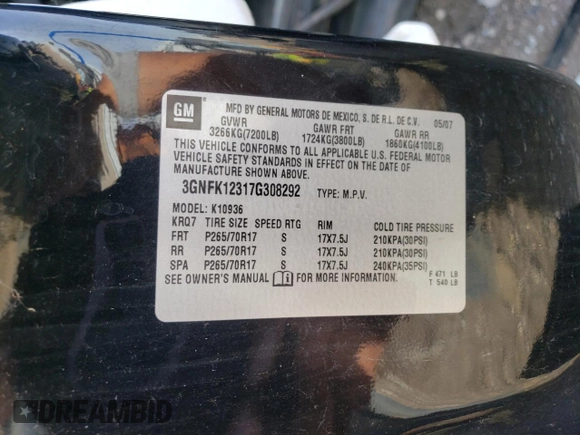 GM
MFD BY GENERAL MOTORS DE MEXICO, S. DE R.L. DE C.V. 05/07
GVWR GAWR FRT GAWR RR
3266KG(7200LB) 1724KG(3800LB) 1860KG(4100LB)
THIS VEHICLE CONFORMS TO ALL APPLICABLE U.S. FEDERAL MOTOR
VEHICLE SAFETY STANDARDS IN EFFECT ON THE DATE OF
MANUFACTURE SHOWN ABOVE.
3GNFK12317G308292 TYPE: M.P.V.
MODEL: K10936
KRQ7 TIRE SIZE SPEED RTG RIM COLD TIRE PRESSURE
FRT P265/70R17 S 17X7.5J 210KPA(30PSI)
RR P265/70R17 S 17X7.5J 210KPA(30PSI)
SPA P265/70R17 S 17X7.5J 240KPA(35PSI)
SEE OWNER'S MANUAL FOR MORE INFORMATION.
F 471 LB
T 540 LB
DREAMBID